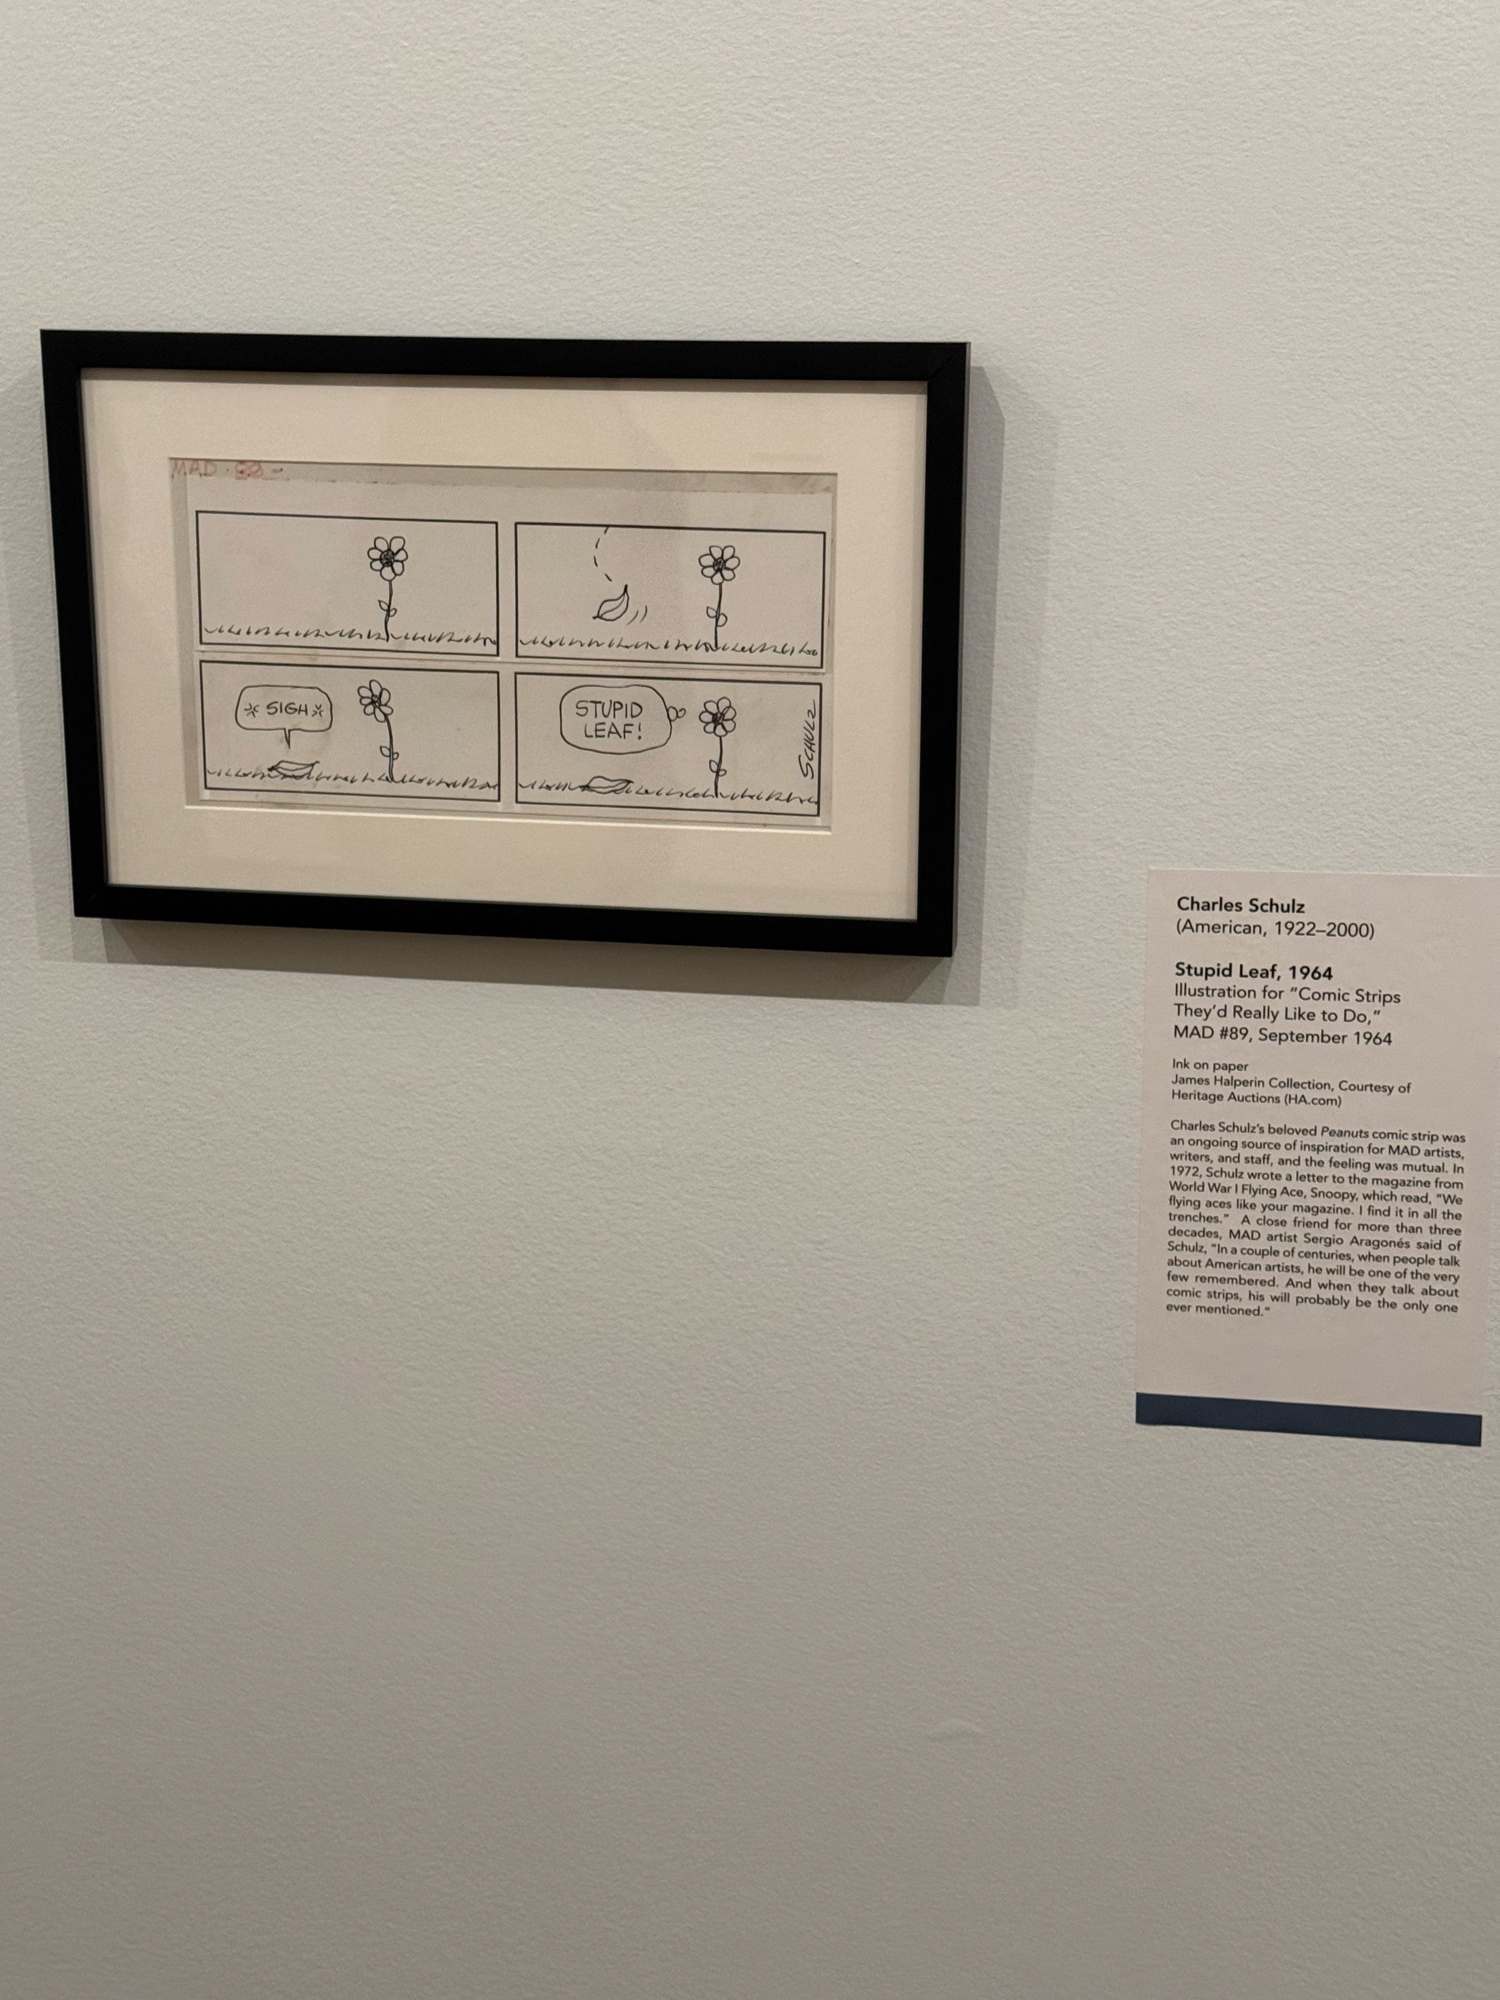 MAD - 89 -
* SIGH *
STUPID
LEAF!
SCHULZ
Charles Schulz
(American, 1922–2000)
Stupid Leaf, 1964
Illustration for “Comic Strips
They’d Really Like to Do,”
MAD #89, September 1964
Ink on paper
James Halperin Collection, Courtesy of
Heritage Auctions (HA.com)
Charles Schulz’s beloved Peanuts comic strip was
an ongoing source of inspiration for MAD artists,
writers, and staff, and the feeling was mutual. In
1972, Schulz wrote a letter to the magazine from
World War I Flying Ace, Snoopy, which read, “We
flying aces like your magazine. I find it in all the
trenches.” A close friend for more than three
decades, MAD artist Sergio Aragonés said of
Schulz, “In a couple of centuries, when people talk
about American artists, he will be one of the very
few remembered. And when they talk about
comic strips, his will probably be the only one
ever mentioned.”